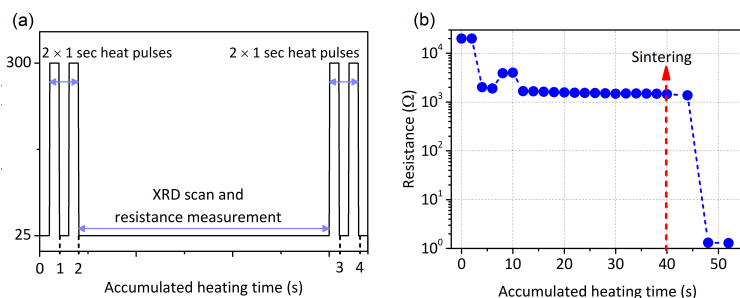 (a)
2 × 1 sec heat pulses
2 × 1 sec heat pulses
300
XRD scan and
resistance measurement
25
0 1 2 3 4
Accumulated heating time (s)
(b)
Sintering
Resistance (Ω)
10⁴
10³
10²
10¹
10⁰
0 10 20 30 40 50
Accumulated heating time (s)